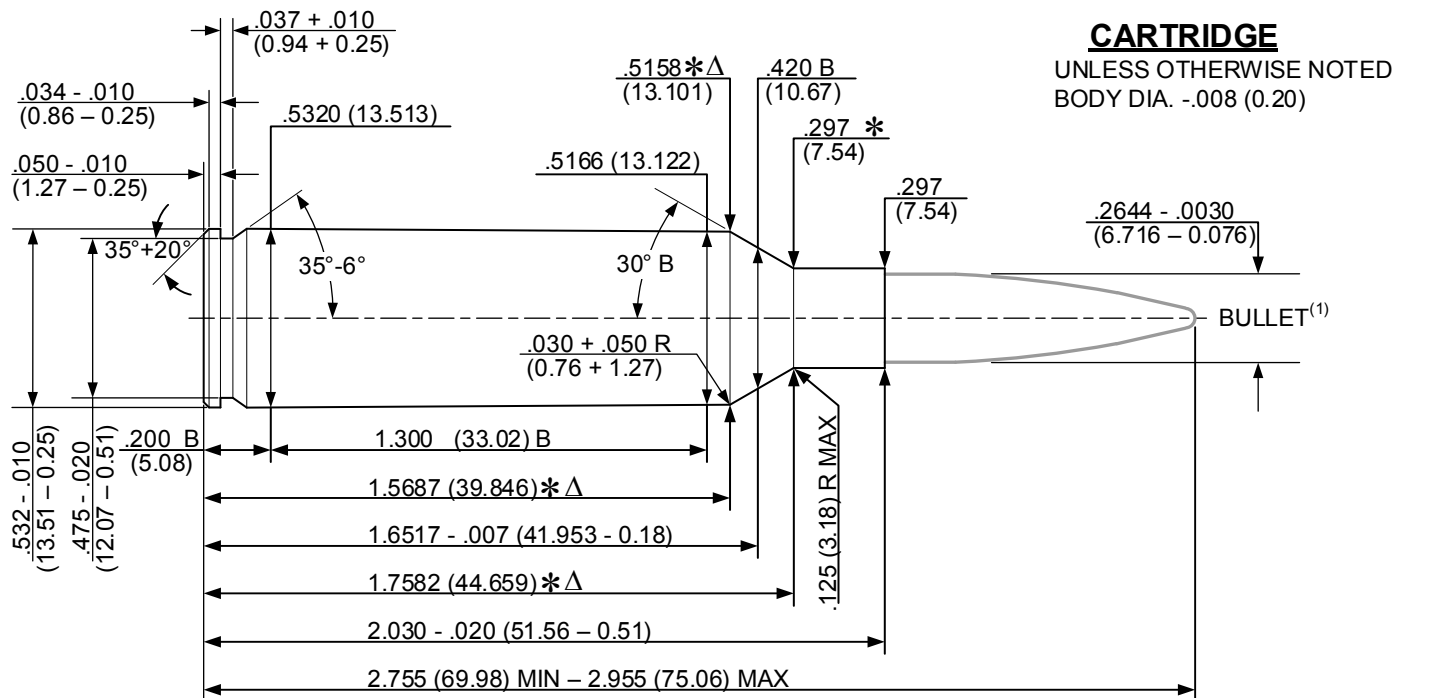 .037 + .010
(0.94 + 0.25)
CARTRIDGE
UNLESS OTHERWISE NOTED
BODY DIA. -.008 (0.20)
.5158*Δ
(13.101)
.420 B
(10.67)
.034 - .010
(0.86 – 0.25)
.5320 (13.513)
.297 *
(7.54)
.050 - .010
(1.27 – 0.25)
.5166 (13.122)
.297
(7.54)
.2644 - .0030
(6.716 – 0.076)
35°+20°
35°-6°
30° B
BULLET(1)
.030 + .050 R
(0.76 + 1.27)
.532 - .010
(13.51 – 0.25)
.475 - .020
(12.07 – 0.51)
.200 B
(5.08)
1.300 (33.02) B
.125 (3.18) R MAX
1.5687 (39.846)*Δ
1.6517 - .007 (41.953 - 0.18)
1.7582 (44.659)*Δ
2.030 - .020 (51.56 – 0.51)
2.755 (69.98) MIN – 2.955 (75.06) MAX